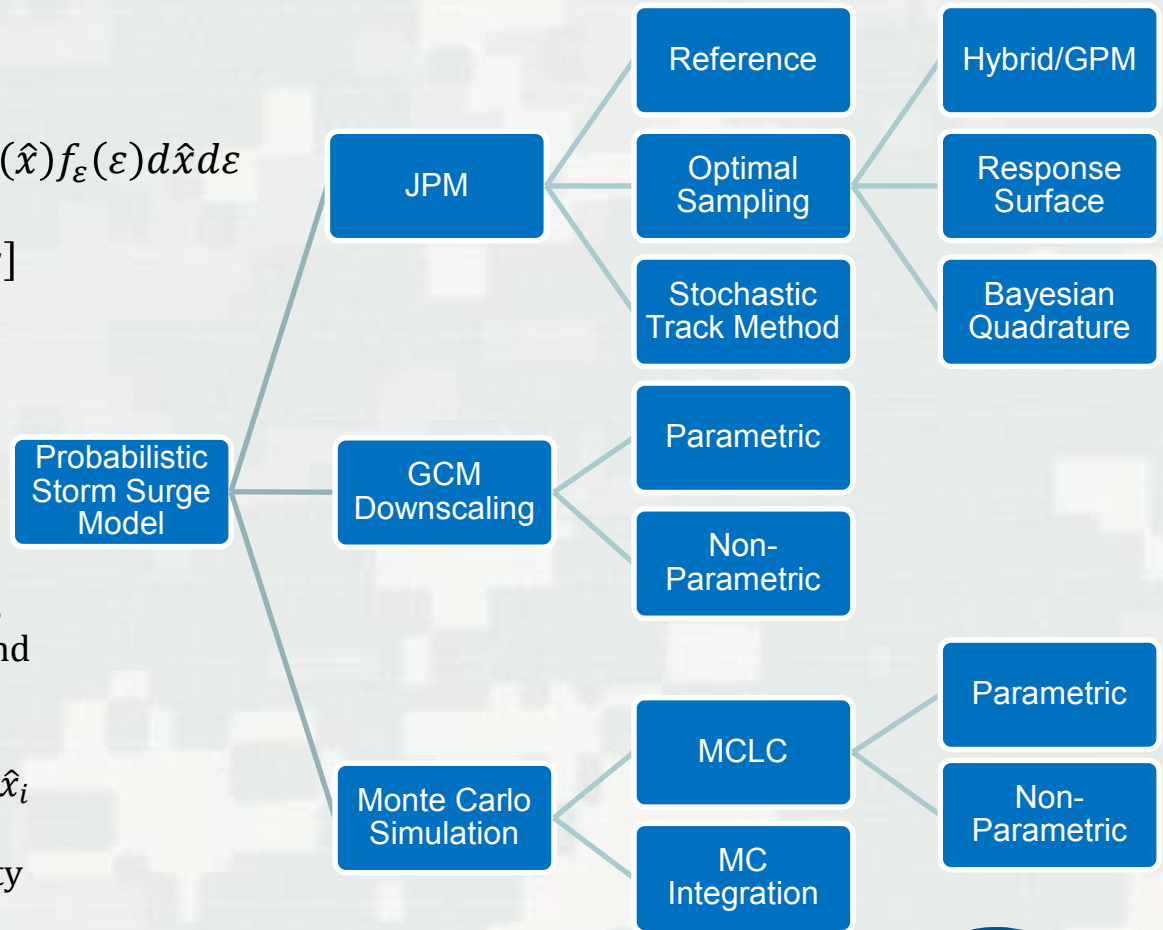 (x̂)f_ε(ε)dx̂dε
]
nd
x̂_i
ty
Probabilistic
Storm Surge
Model
JPM
Reference
Optimal
Sampling
Hybrid/GPM
Response
Surface
Bayesian
Quadrature
Stochastic
Track Method
GCM
Downscaling
Parametric
Non-
Parametric
Monte Carlo
Simulation
MCLC
Parametric
Non-
Parametric
MC
Integration